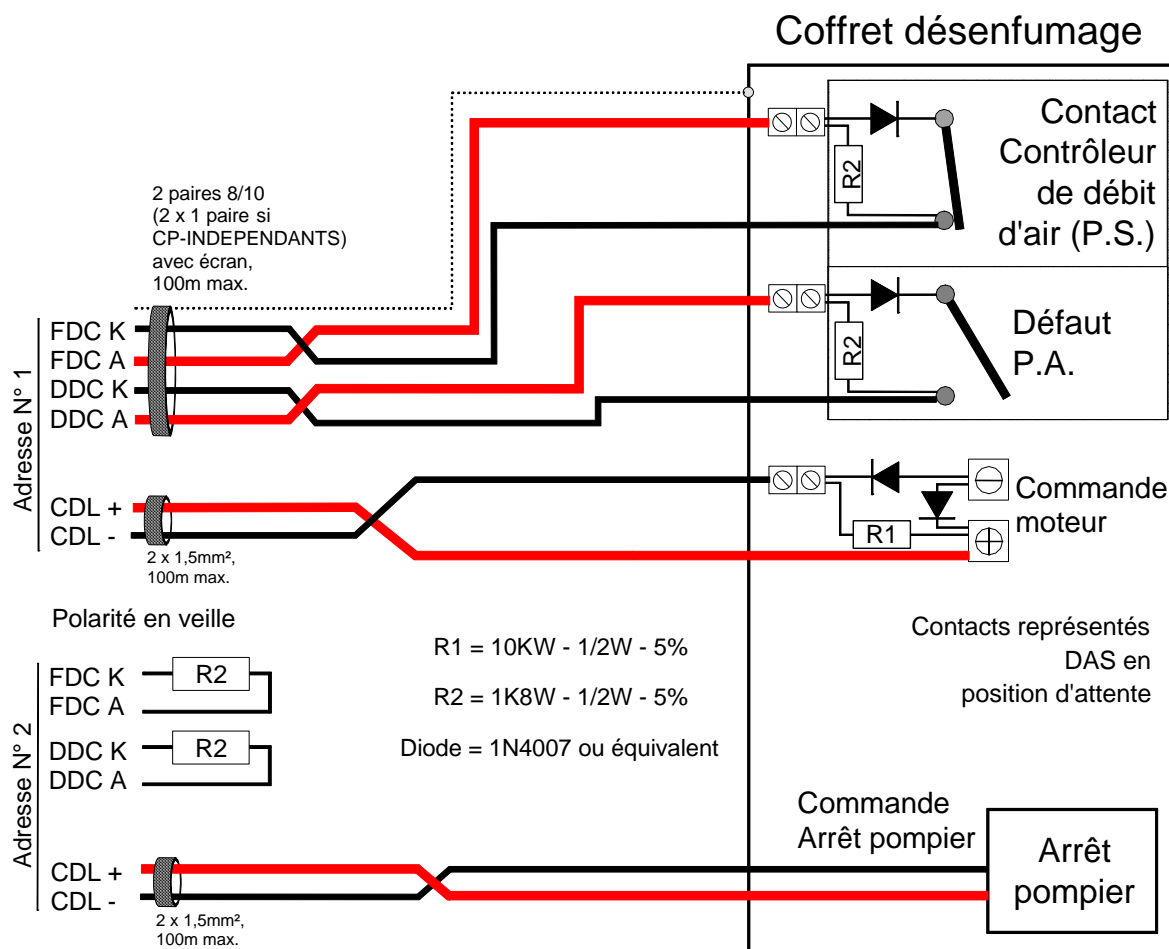 Coffret désenfumage
2 paires 8/10
(2 x 1 paire si
CP-INDEPENDANTS)
avec écran,
100m max.
R2
Contact
Contrôleur
de débit
d'air (P.S.)
R2
Défaut
P.A.
Adresse N° 1
FDC K
FDC A
DDC K
DDC A
CDL +
CDL -
2 x 1,5mm²,
100m max.
R1
Commande
moteur
Polarité en veille
R1 = 10KW - 1/2W - 5%
R2 = 1K8W - 1/2W - 5%
Diode = 1N4007 ou équivalent
Contacts représentés
DAS en
position d'attente
Adresse N° 2
FDC K
R2
FDC A
DDC K
R2
DDC A
CDL +
CDL -
2 x 1,5mm²,
100m max.
Commande
Arrêt pompier
Arrêt
pompier